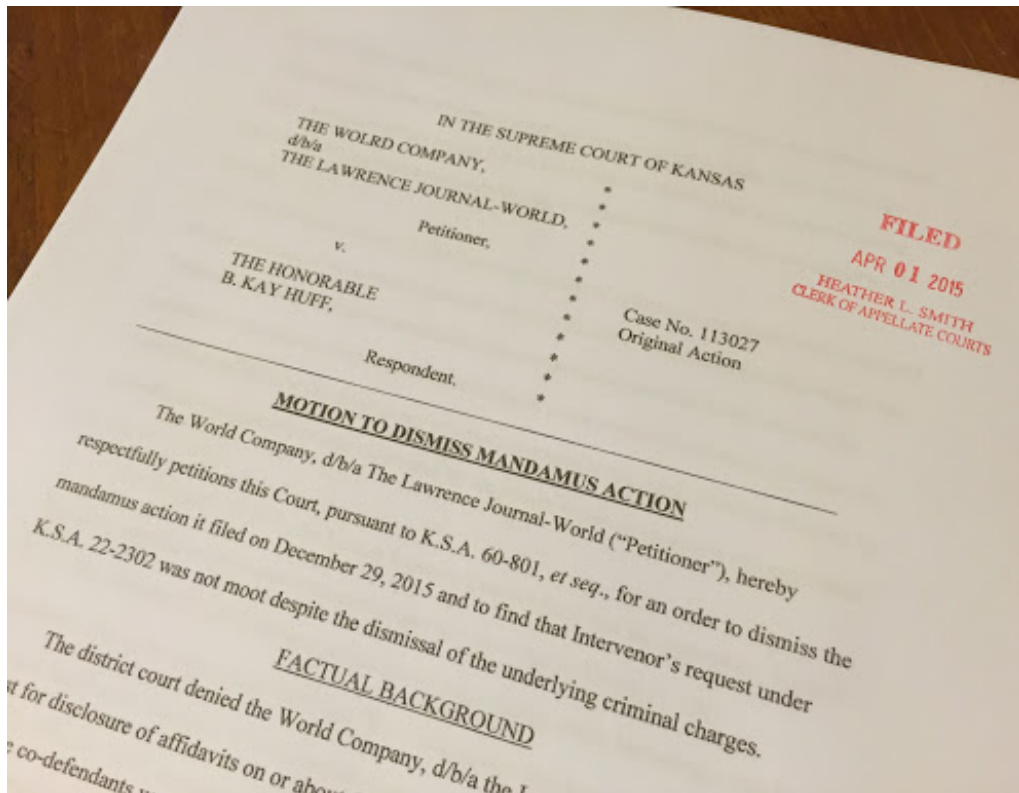 IN THE SUPREME COURT OF KANSAS
THE WOLRD COMPANY,
d/b/a
THE LAWRENCE JOURNAL-WORLD,
Petitioner,
v.
THE HONORABLE
B. KAY HUFF,
Respondent.
*
*
*
*
*
*
*
*
*
*
*
*
*
Case No. 113027
Original Action
FILED
APR 01 2015
HEATHER L. SMITH
CLERK OF APPELLATE COURTS
MOTION TO DISMISS MANDAMUS ACTION
The World Company, d/b/a The Lawrence Journal-World (“Petitioner”), hereby
respectfully petitions this Court, pursuant to K.S.A. 60-801, et seq., for an order to dismiss the
mandamus action it filed on December 29, 2015 and to find that Intervenor’s request under
K.S.A. 22-2302 was not moot despite the dismissal of the underlying criminal charges.
FACTUAL BACKGROUND
The district court denied the World Company, d/b/a the
for disclosure of affidavits on or about
co-defendants